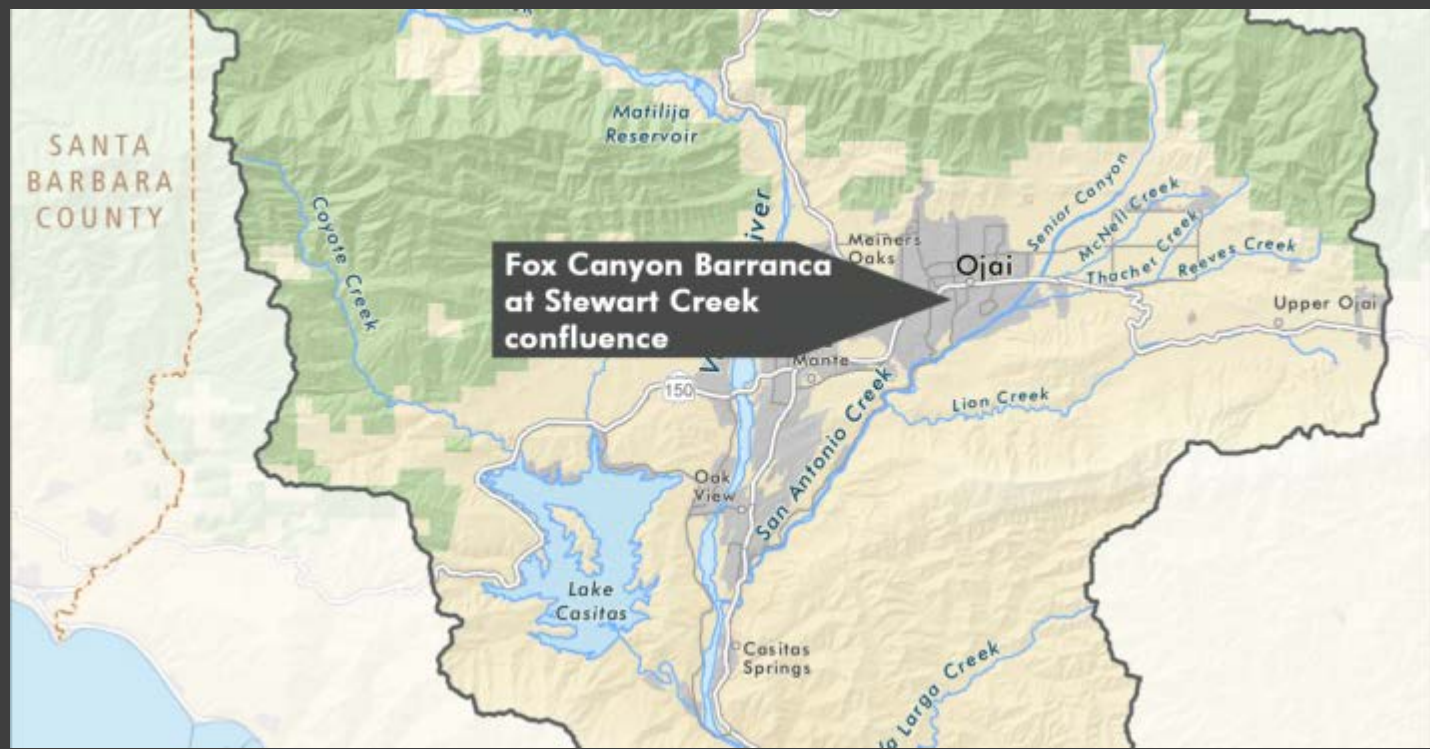 Matilija
Reservoir
SANTA
BARBARA
COUNTY
Coyote Creek
Senior Canyon
McNell Creek
Thachet Creek
Reeves Creek
Meiners
Oaks
Ojai
Upper Ojai
Fox Canyon Barranca
at Stewart Creek
confluence
Mante
150
Lion Creek
San Antonio Creek
Oak
View
Lake
Casitas
Casitas
Springs
Larga Creek